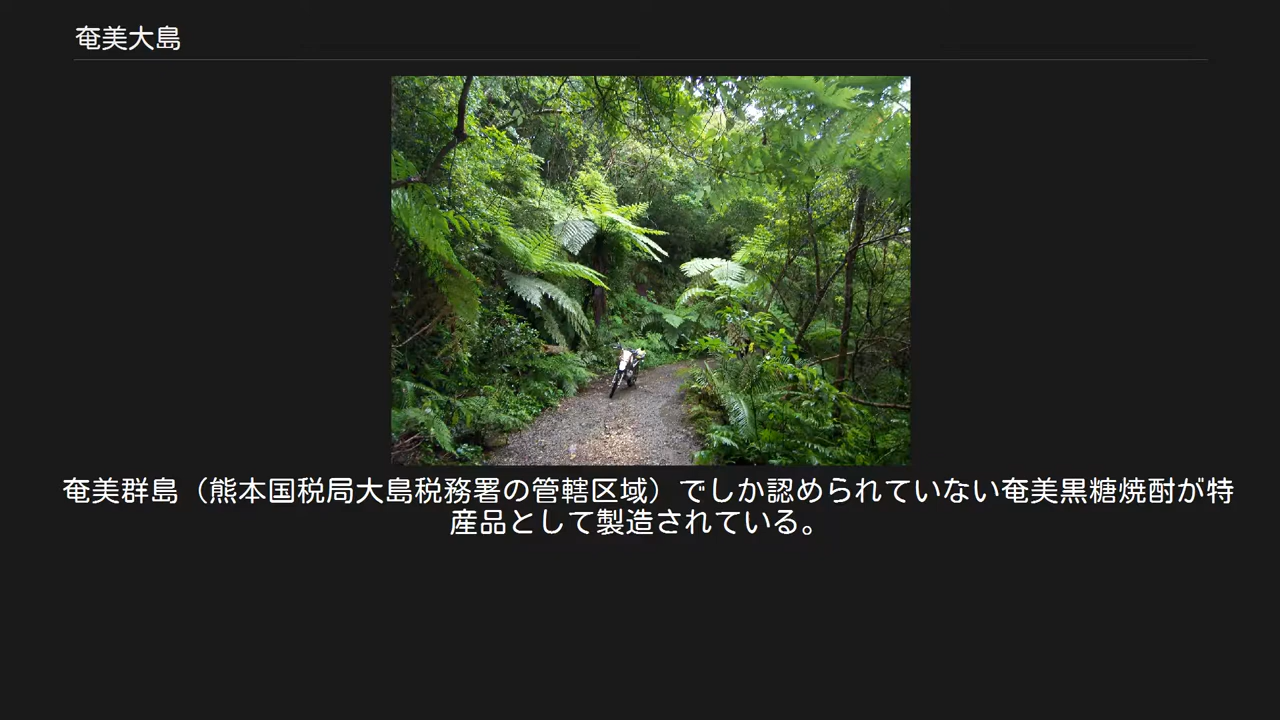 奄美大島
奄美群島（熊本国税局大島税務署の管轄区域）でしか認められていない奄美黒糖焼酎が特
産品として製造されている。